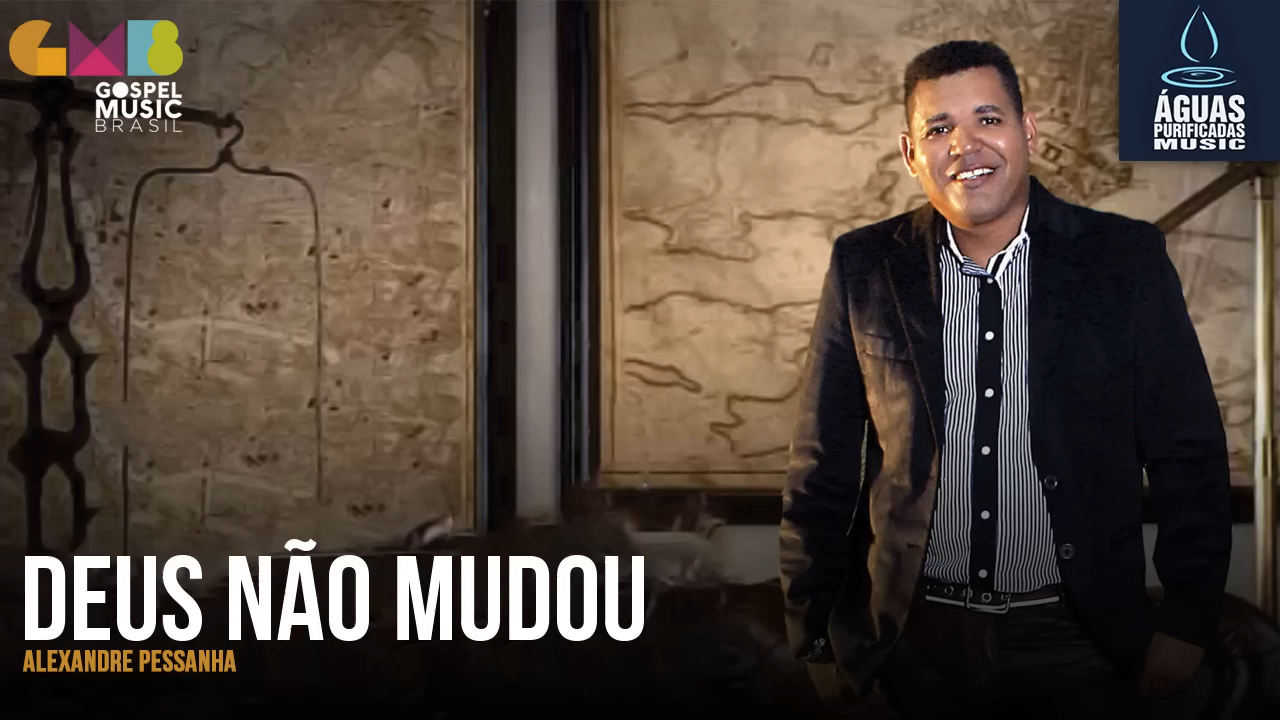 GMB
GOSPEL
MUSIC
BRASIL
ÁGUAS
PURIFICADAS
MUSIC
DEUS NÃO MUDOU
ALEXANDRE PESSANHA